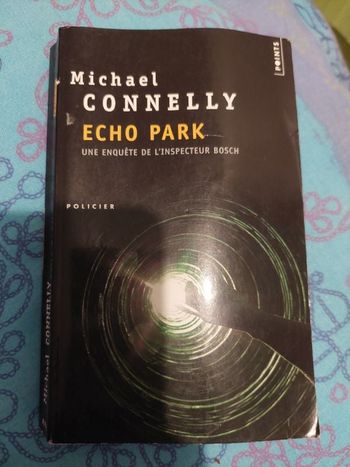 POINTS
Michael
CONNELLY
ECHO PARK
UNE ENQUÊTE DE L'INSPECTEUR BOSCH
POLICIER
Michael CONNELLY